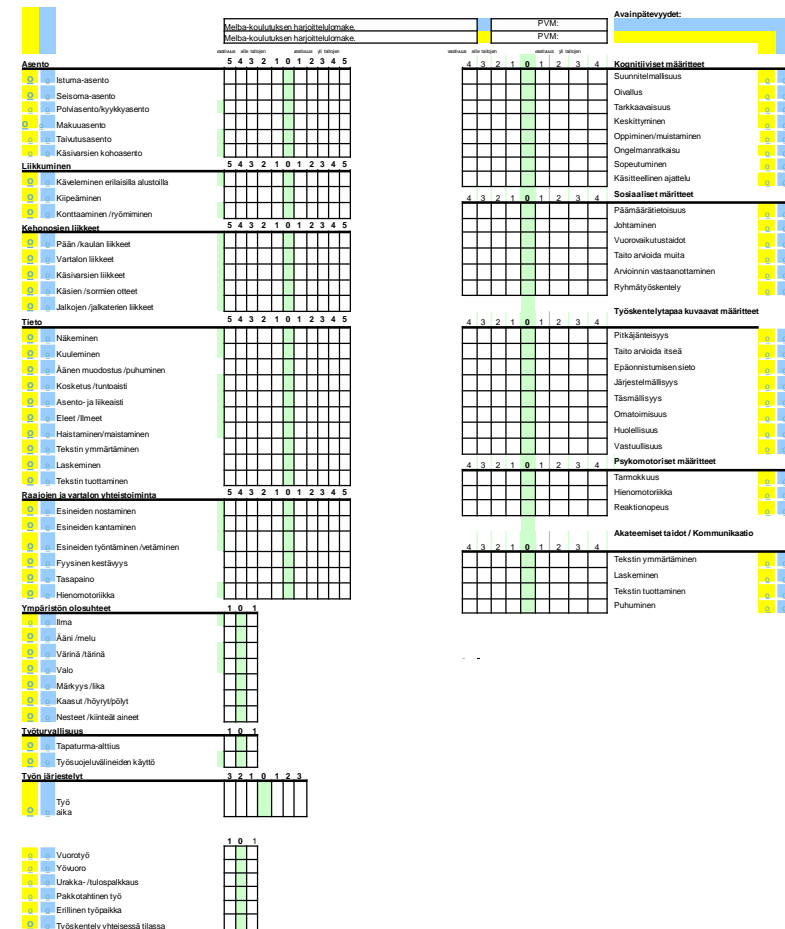 Avainpätevyydet:
Melba-koulutuksen harjoittelulomake. PVM:
Melba-koulutuksen harjoittelulomake. PVM:
vaativuus alle taitojen vaativuus yli taitojen
Asento 5 4 3 2 1 0 1 2 3 4 5
o o Istuma-asento
o o Seisoma-asento
o o Polviasento/kyykkyasento
o o Makuuasento
o o Taivutusasento
o o Käsivarsien kohoasento
Liikkuminen 5 4 3 2 1 0 1 2 3 4 5
o o Käveleminen erilaisilla alustoilla
o o Kiipeäminen
o o Konttaaminen /ryömiminen
Kehonosien liikkeet 5 4 3 2 1 0 1 2 3 4 5
o o Pään /kaulan liikkeet
o o Vartalon liikkeet
o o Käsivarsien liikkeet
o o Käsien /sormien otteet
o o Jalkojen /jalkaterien liikkeet
Tieto 5 4 3 2 1 0 1 2 3 4 5
o o Näkeminen
o o Kuuleminen
o o Äänen muodostus /puhuminen
o o Kosketus /tuntoaisti
o o Asento- ja liikeaisti
o o Eleet /Ilmeet
o o Haistaminen/maistaminen
o o Tekstin ymmärtäminen
o o Laskeminen
o o Tekstin tuottaminen
Raajojen ja vartalon yhteistoiminta 5 4 3 2 1 0 1 2 3 4 5
o o Esineiden nostaminen
o o Esineiden kantaminen
o o Esineiden työntäminen /vetäminen
o o Fyysinen kestävyys
o o Tasapaino
o o Hienomotoriikka
Ympäristön olosuhteet 1 0 1
o o Ilma
o o Ääni /melu
o o Värinä /tärinä
o o Valo
o o Märkyys /lika
o o Kaasut /höyryt/pölyt
o o Nesteet /kiinteät aineet
Työturvallisuus 1 0 1
o o Tapaturma-alttius
o o Työsuojeluvälineiden käyttö
Työn järjestelyt 3 2 1 0 1 2 3
Työ
o o aika
1 0 1
o o Vuorotyö
o o Yövuoro
o o Urakka- /tulospalkkaus
o o Pakkotahtinen työ
o o Erillinen työpaikka
o o Työskentely yhteisessä tilassa
vaativuus alle taitojen vaativuus yli taitojen
4 3 2 1 0 1 2 3 4 Kognitiiviset määritteet
Suunnitelmallisuus o o
Oivallus o o
Tarkkaavaisuus o o
Keskittyminen o o
Oppiminen/muistaminen o o
Ongelmanratkaisu o o
Sopeutuminen o o
Käsitteellinen ajattelu o o
4 3 2 1 0 1 2 3 4 Sosiaaliset märitteet
Päämäärätietoisuus o o
Johtaminen o o
Vuorovaikutustaidot o o
Taito arvioida muita o o
Arvioinnin vastaanottaminen o o
Ryhmätyöskentely o o
Työskentelytapaa kuvaavat määritteet
4 3 2 1 0 1 2 3 4
Pitkäjänteisyys o o
Taito arvioida itseä o o
Epäonnistumisen sieto o o
Järjestelmällisyys o o
Täsmällisyys o o
Omatoimisuus o o
Huolellisuus o o
Vastuullisuus o o
4 3 2 1 0 1 2 3 4 Psykomotoriset määritteet
Tarmokkuus o o
Hienomotoriikka o o
Reaktionopeus o o
Akateemiset taidot / Kommunikaatio
4 3 2 1 0 1 2 3 4
Tekstin ymmärtäminen o o
Laskeminen o o
Tekstin tuottaminen o o
Puhuminen o o